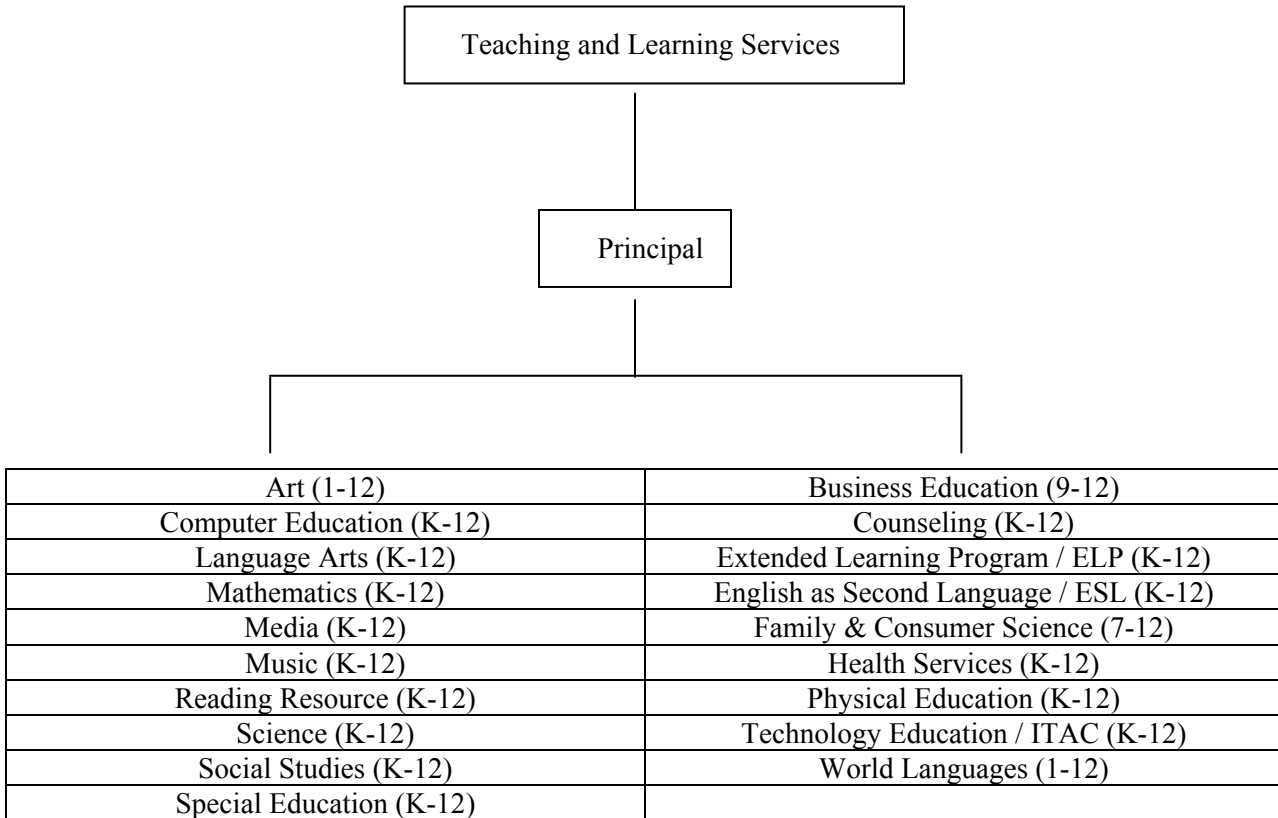 Teaching and Learning Services
Principal
Art (1-12)
Business Education (9-12)
Computer Education (K-12)
Counseling (K-12)
Language Arts (K-12)
Extended Learning Program / ELP (K-12)
Mathematics (K-12)
English as Second Language / ESL (K-12)
Media (K-12)
Family & Consumer Science (7-12)
Music (K-12)
Health Services (K-12)
Reading Resource (K-12)
Physical Education (K-12)
Science (K-12)
Technology Education / ITAC (K-12)
Social Studies (K-12)
World Languages (1-12)
Special Education (K-12)